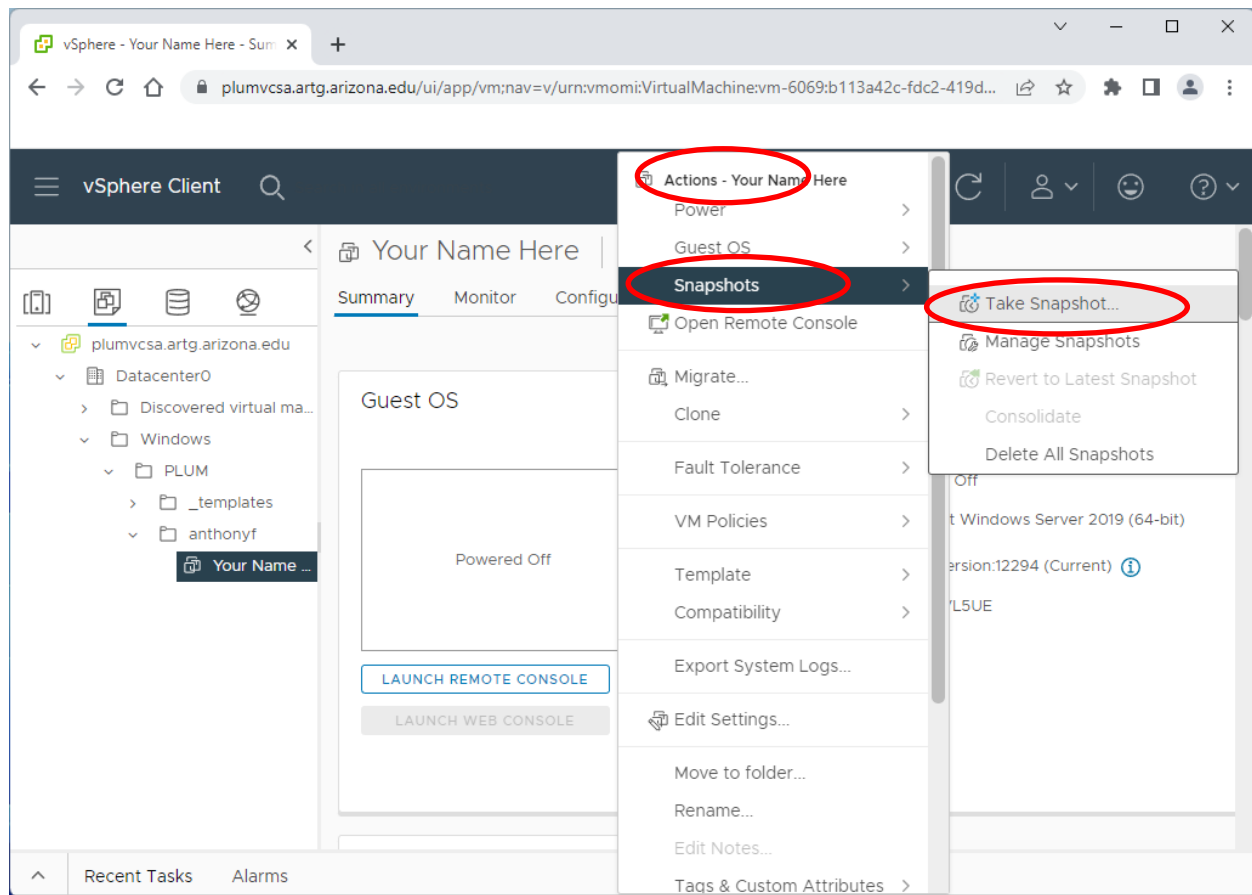 vSphere - Your Name Here - Sum
plumvcsa.artg.arizona.edu/ui/app/vm;nav=v/urn:vmomi:VirtualMachine:vm-6069:b113a42c-fdc2-419d...
vSphere Client
Your Name Here
Summary Monitor Configu
plumvcsa.artg.arizona.edu
Datacenter0
Discovered virtual ma...
Windows
PLUM
_templates
anthonyf
Your Name ...
Guest OS
Powered Off
LAUNCH REMOTE CONSOLE
LAUNCH WEB CONSOLE
Actions - Your Name Here
Power
Guest OS
Snapshots
Open Remote Console
Migrate...
Clone
Fault Tolerance
VM Policies
Template
Compatibility
Export System Logs...
Edit Settings...
Move to folder...
Rename...
Edit Notes...
Tags & Custom Attributes
Take Snapshot...
Manage Snapshots
Revert to Latest Snapshot
Consolidate
Delete All Snapshots
Off
t Windows Server 2019 (64-bit)
ersion:12294 (Current)
L5UE
Recent Tasks Alarms